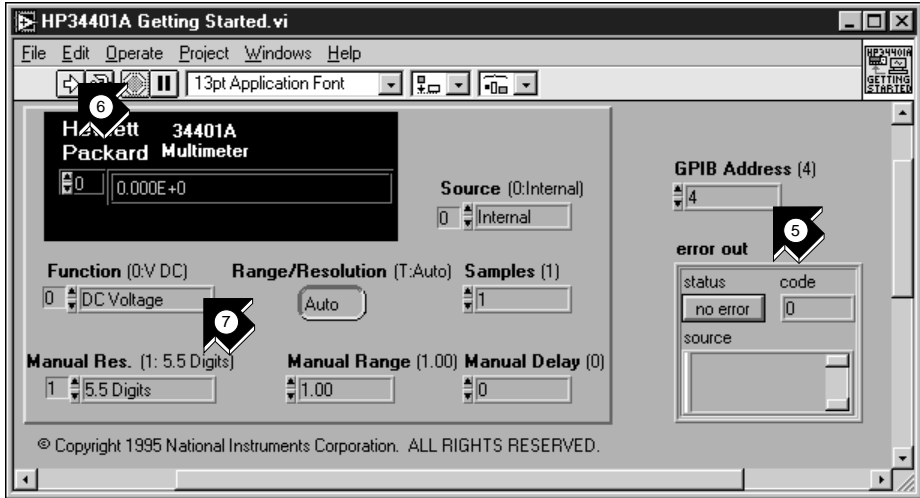 HP34401A Getting Started.vi
File Edit Operate Project Windows Help
HP34401A
GETTING
STARTED
13pt Application Font
6
34401A
Packard Multimeter
0 0.000E+0
Source (0:Internal)
0 Internal
GPIB Address (4)
4
5
error out
status code
no error 0
source
Function (0:V DC) Range/Resolution (T:Auto) Samples (1)
0 DC Voltage Auto 1
7
Manual Res. (1: 5.5 Digits) Manual Range (1.00) Manual Delay (0)
1 5.5 Digits 1.00 0
© Copyright 1995 National Instruments Corporation. ALL RIGHTS RESERVED.